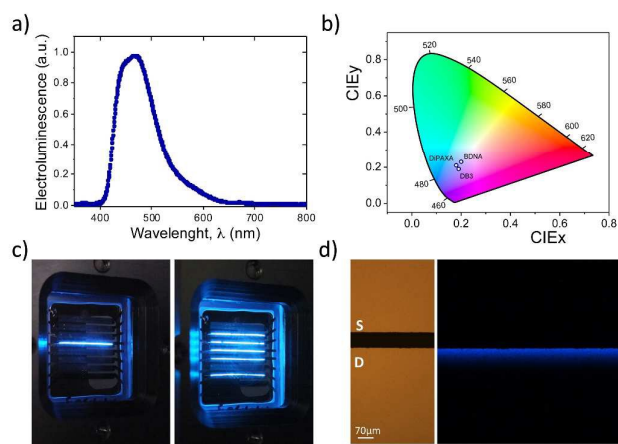 a)
Electroluminescence (a.u.)
1.0
0.8
0.6
0.4
0.2
0.0
400 500 600 700 800
Wavelenght, λ (nm)
b)
CIEy
0.8
0.6
0.4
0.2
0.0
520
540
560
500
580
600
620
DiPAXA
BDNA
DB3
480
460
0.0 0.2 0.4 0.6 0.8
CIEx
c)
d)
S
D
70μm